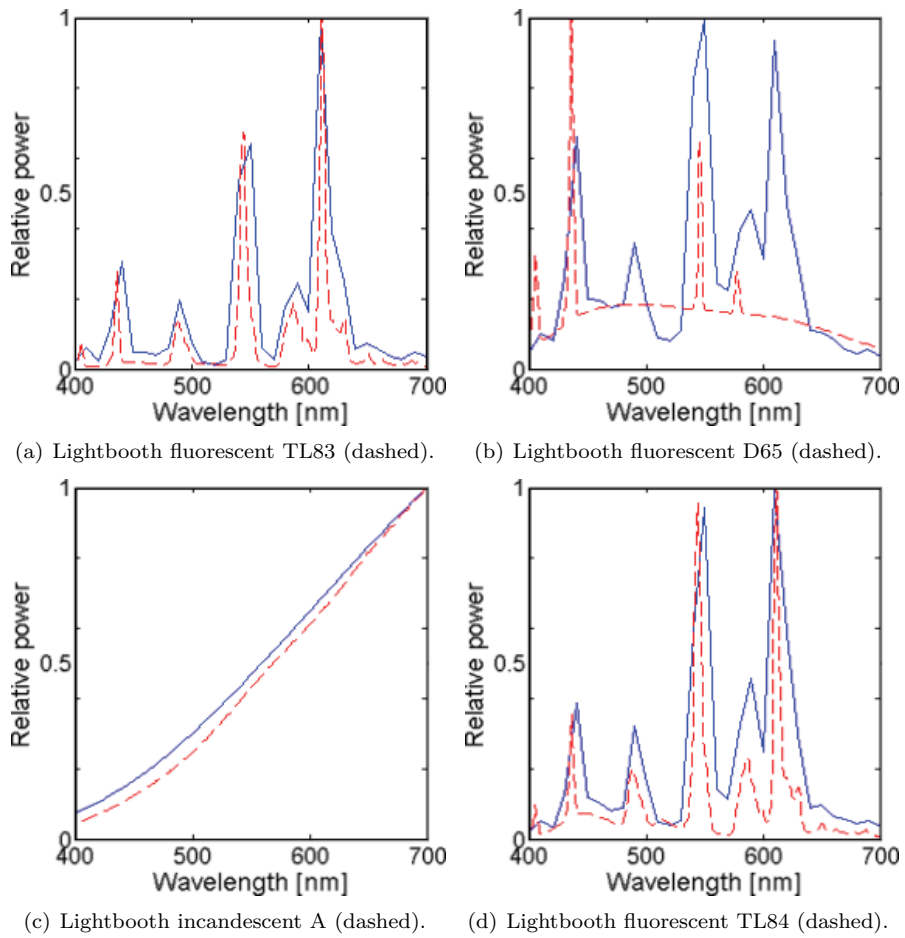 1
0.5
0
400
500
600
700
Relative power
Wavelength [nm]
(a) Lightbooth fluorescent TL83 (dashed).
1
0.5
0
400
500
600
700
Relative power
Wavelength [nm]
(b) Lightbooth fluorescent D65 (dashed).
1
0.5
0
400
500
600
700
Relative power
Wavelength [nm]
(c) Lightbooth incandescent A (dashed).
1
0.5
0
400
500
600
700
Relative power
Wavelength [nm]
(d) Lightbooth fluorescent TL84 (dashed).